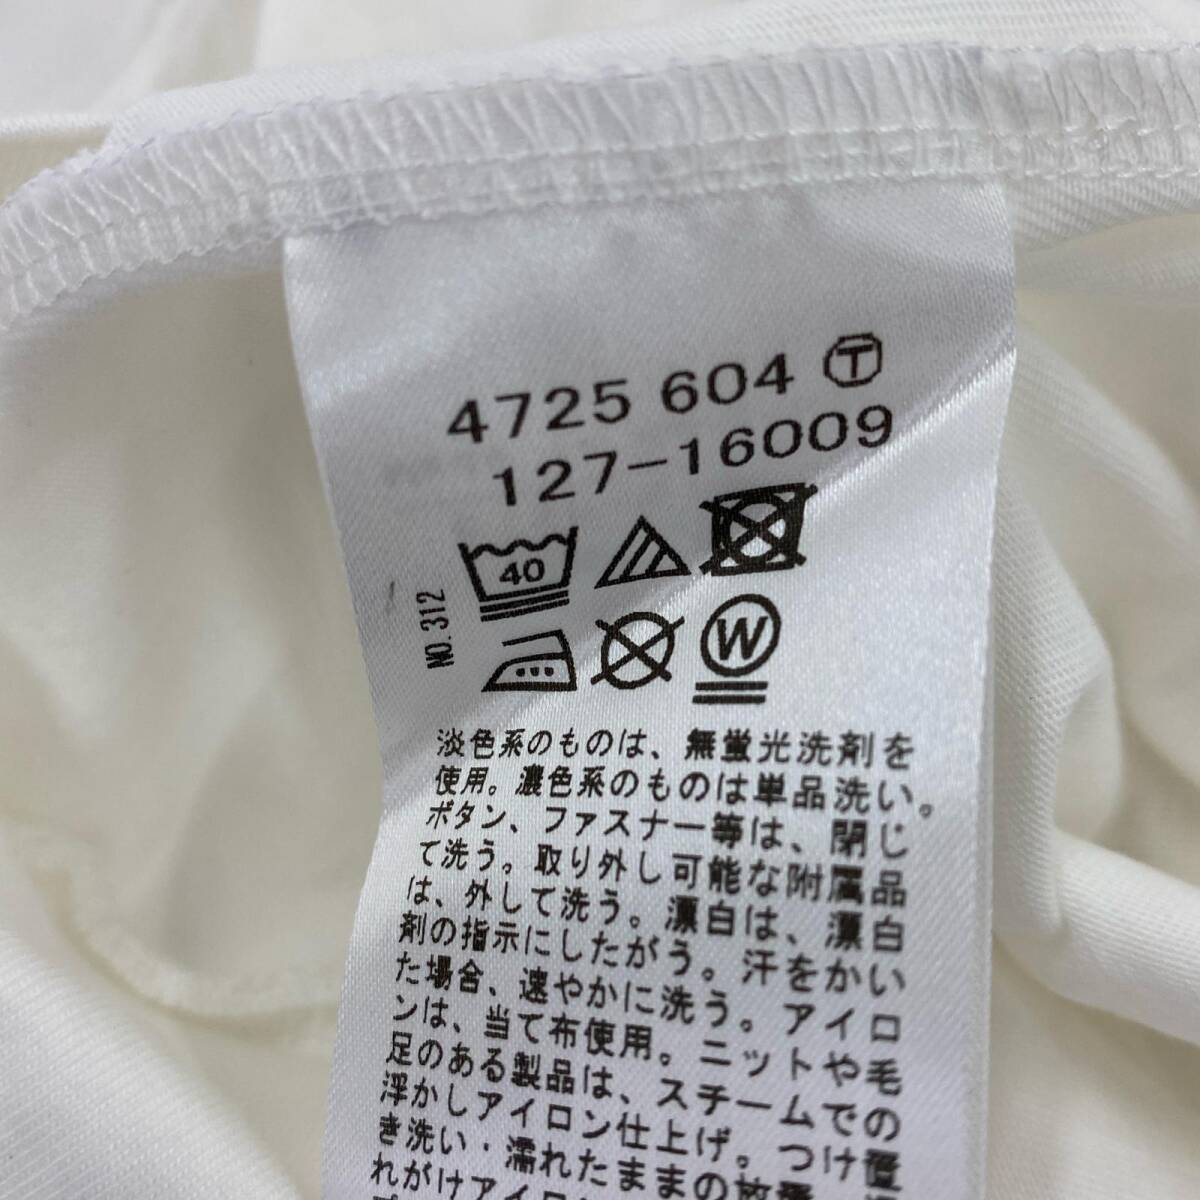 4725 604 Ⓣ
127-16009
40
W
NO.312
淡色系のものは、無蛍光洗剤を
使用。濃色系のものは単品洗い。
ボタン、ファスナー等は、閉じ
て洗う。取り外し可能な附属品
は、外して洗う。漂白は、漂白
剤の指示にしたがう。汗をかい
た場合、速やかに洗う。アイロ
ンは、当て布使用。ニットや毛
足のある製品は、スチームでの
浮かしアイロン仕上げ。つけ置
き洗い・濡れたままの放置
れがけアイロ